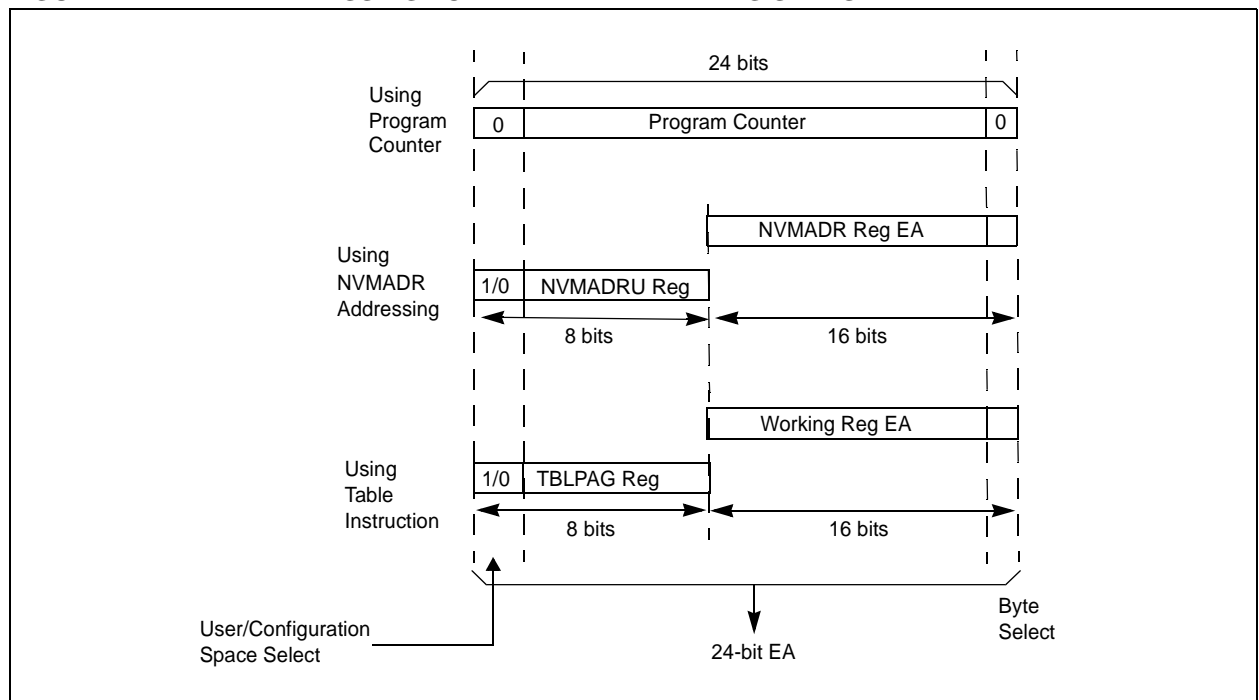 24 bits
Using
Program
Counter
0
Program Counter
0
NVMADR Reg EA
Using
NVMADR
Addressing
1/0
NVMADRU Reg
8 bits
16 bits
Working Reg EA
Using
Table
Instruction
1/0
TBLPAG Reg
8 bits
16 bits
User/Configuration
Space Select
24-bit EA
Byte
Select